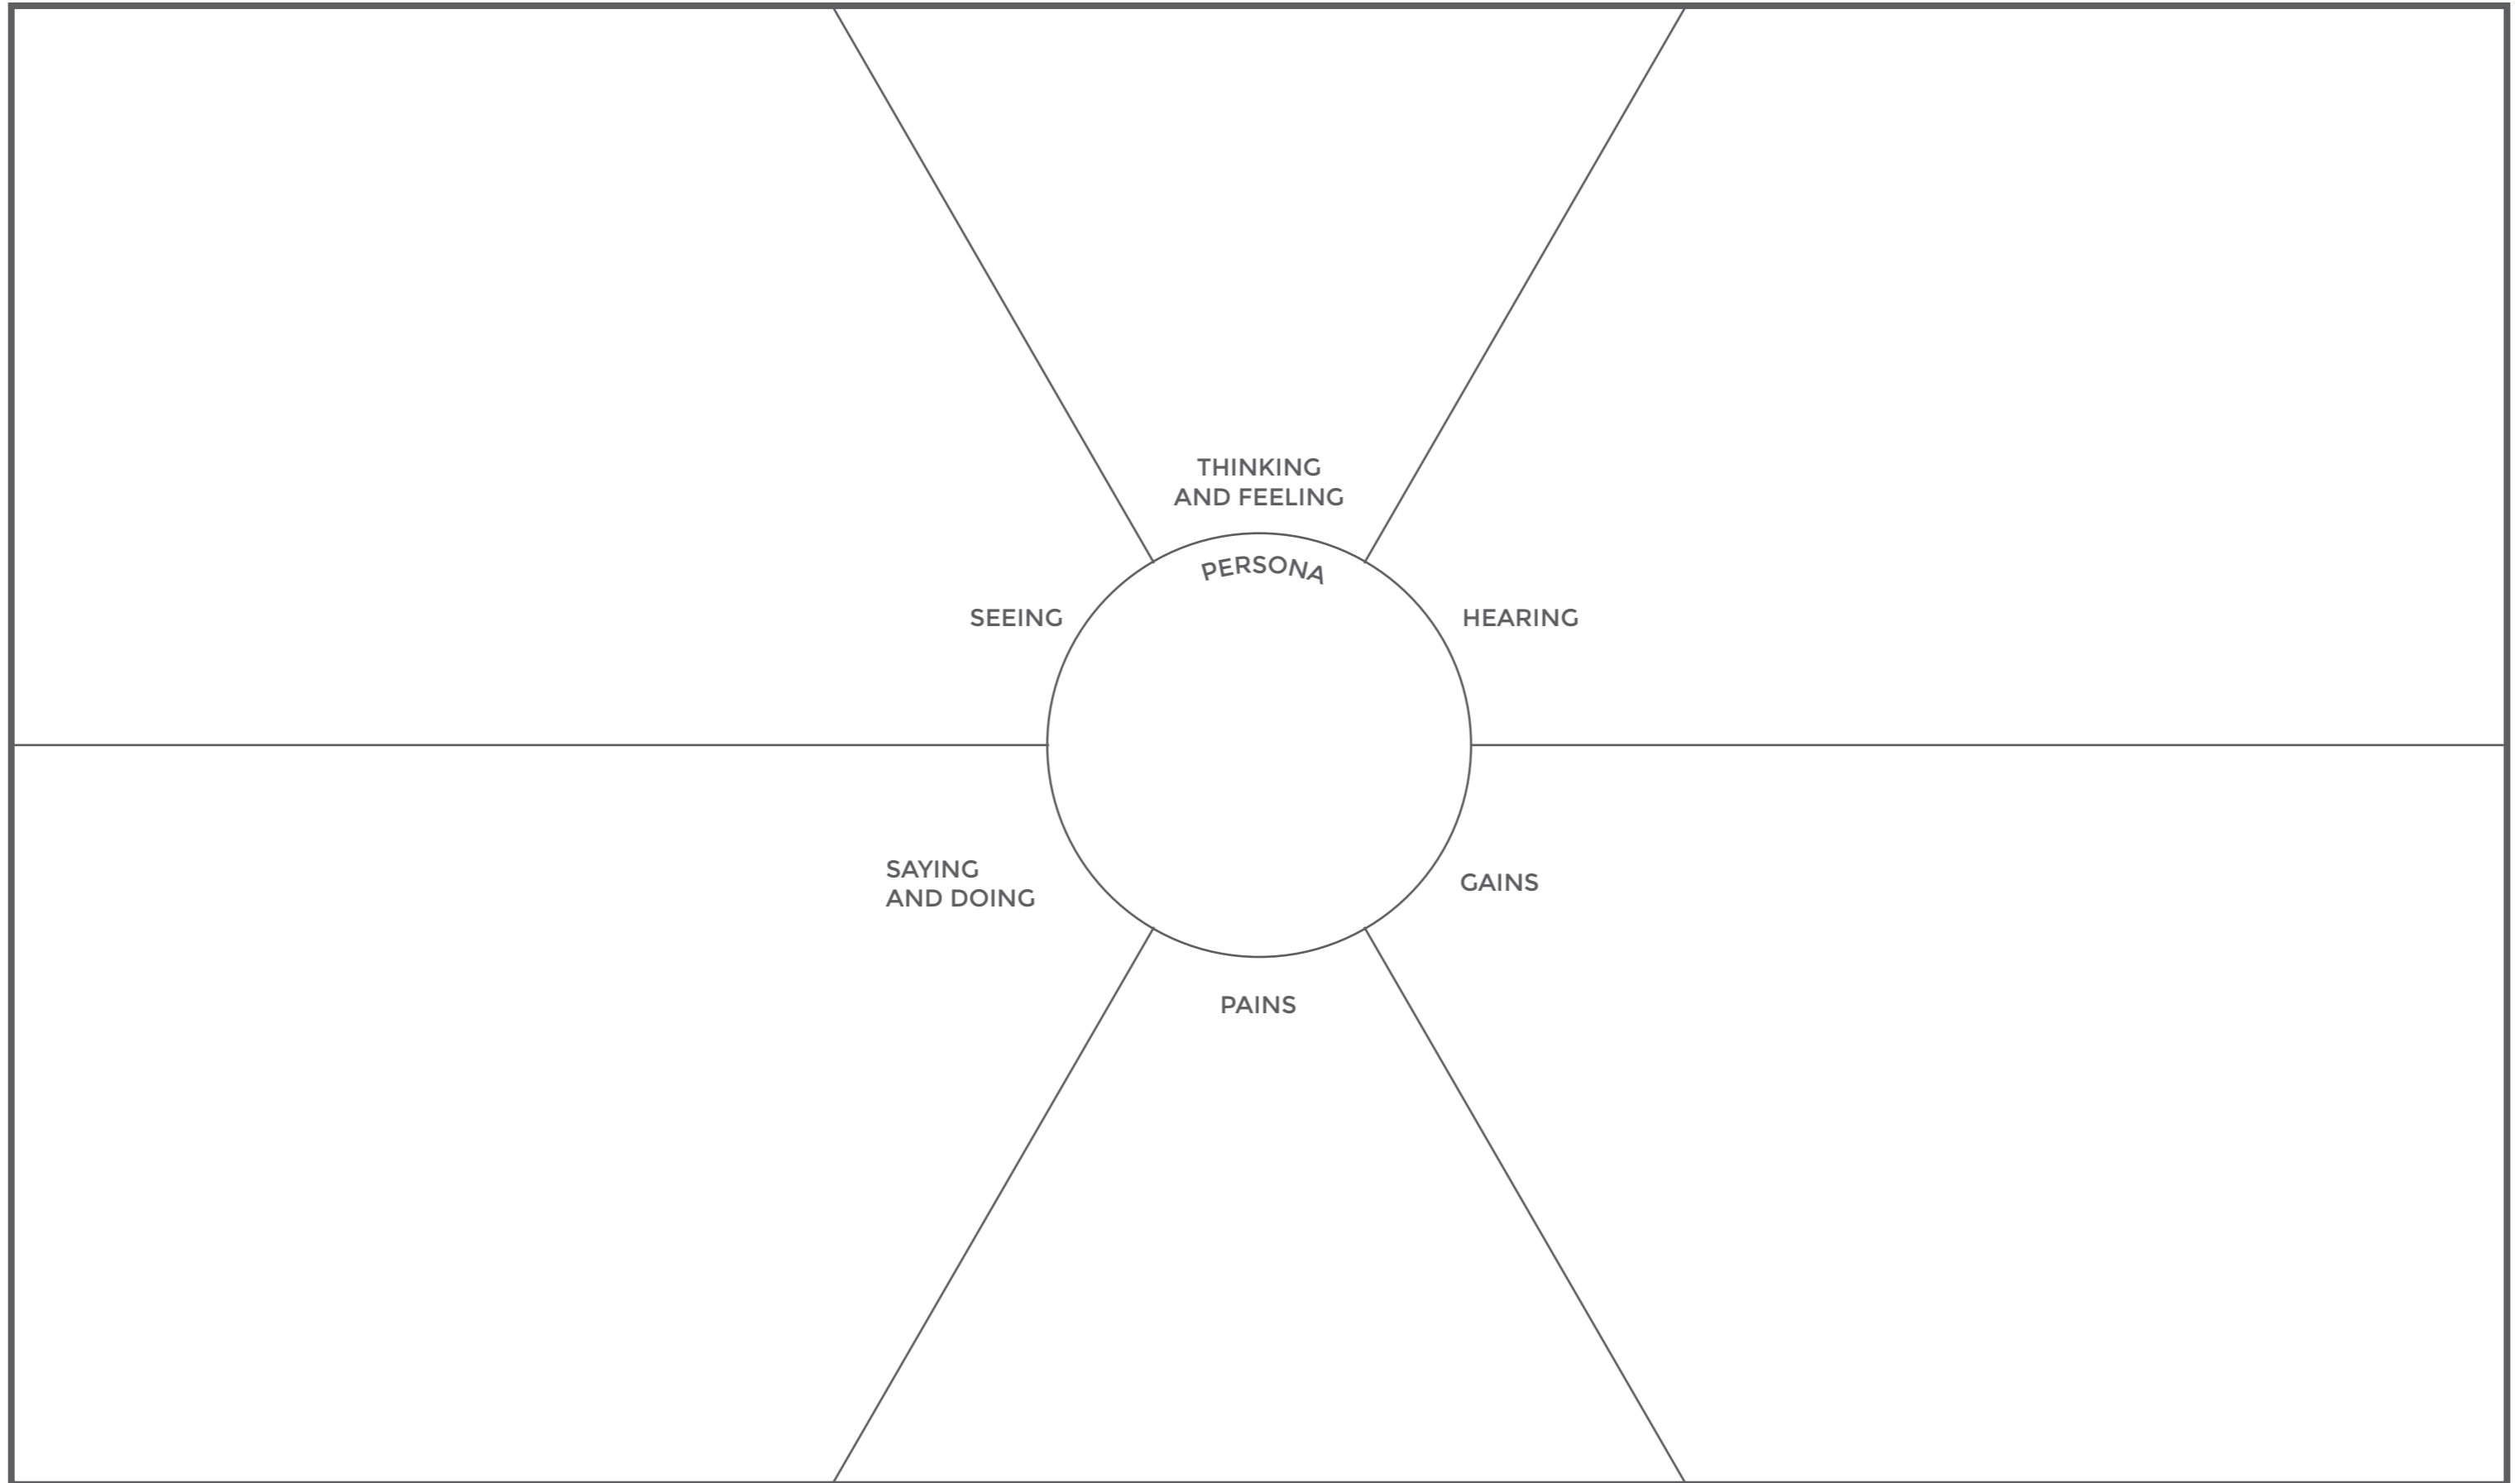 THINKING
AND FEELING
PERSONA
SEEING
HEARING
SAYING
AND DOING
GAINS
PAINS